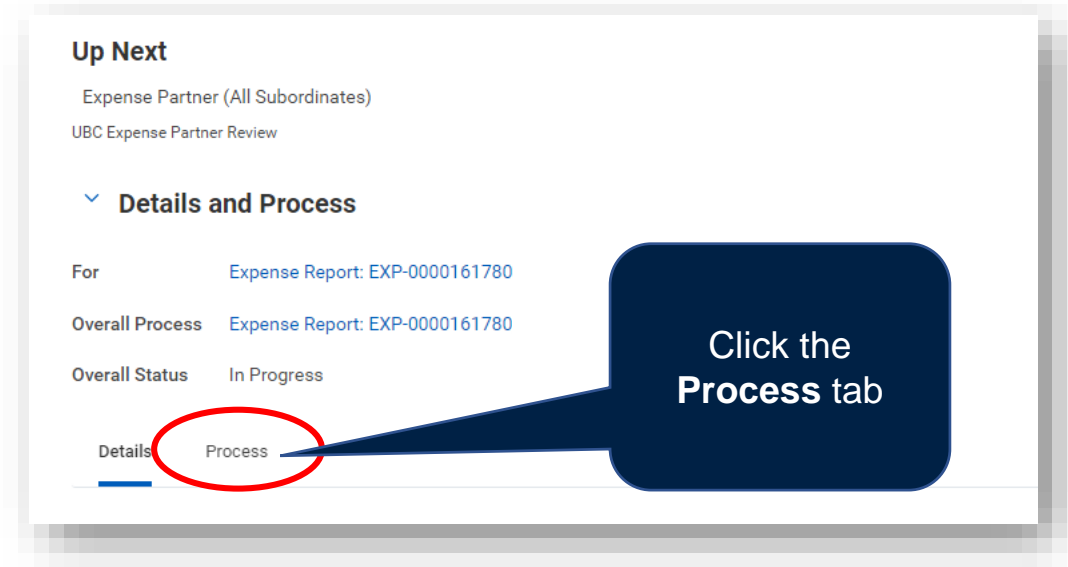 Up Next
Expense Partner (All Subordinates)
UBC Expense Partner Review
Details and Process
For Expense Report: EXP-0000161780
Overall Process Expense Report: EXP-0000161780
Overall Status In Progress
Click the
Process tab
Details Process